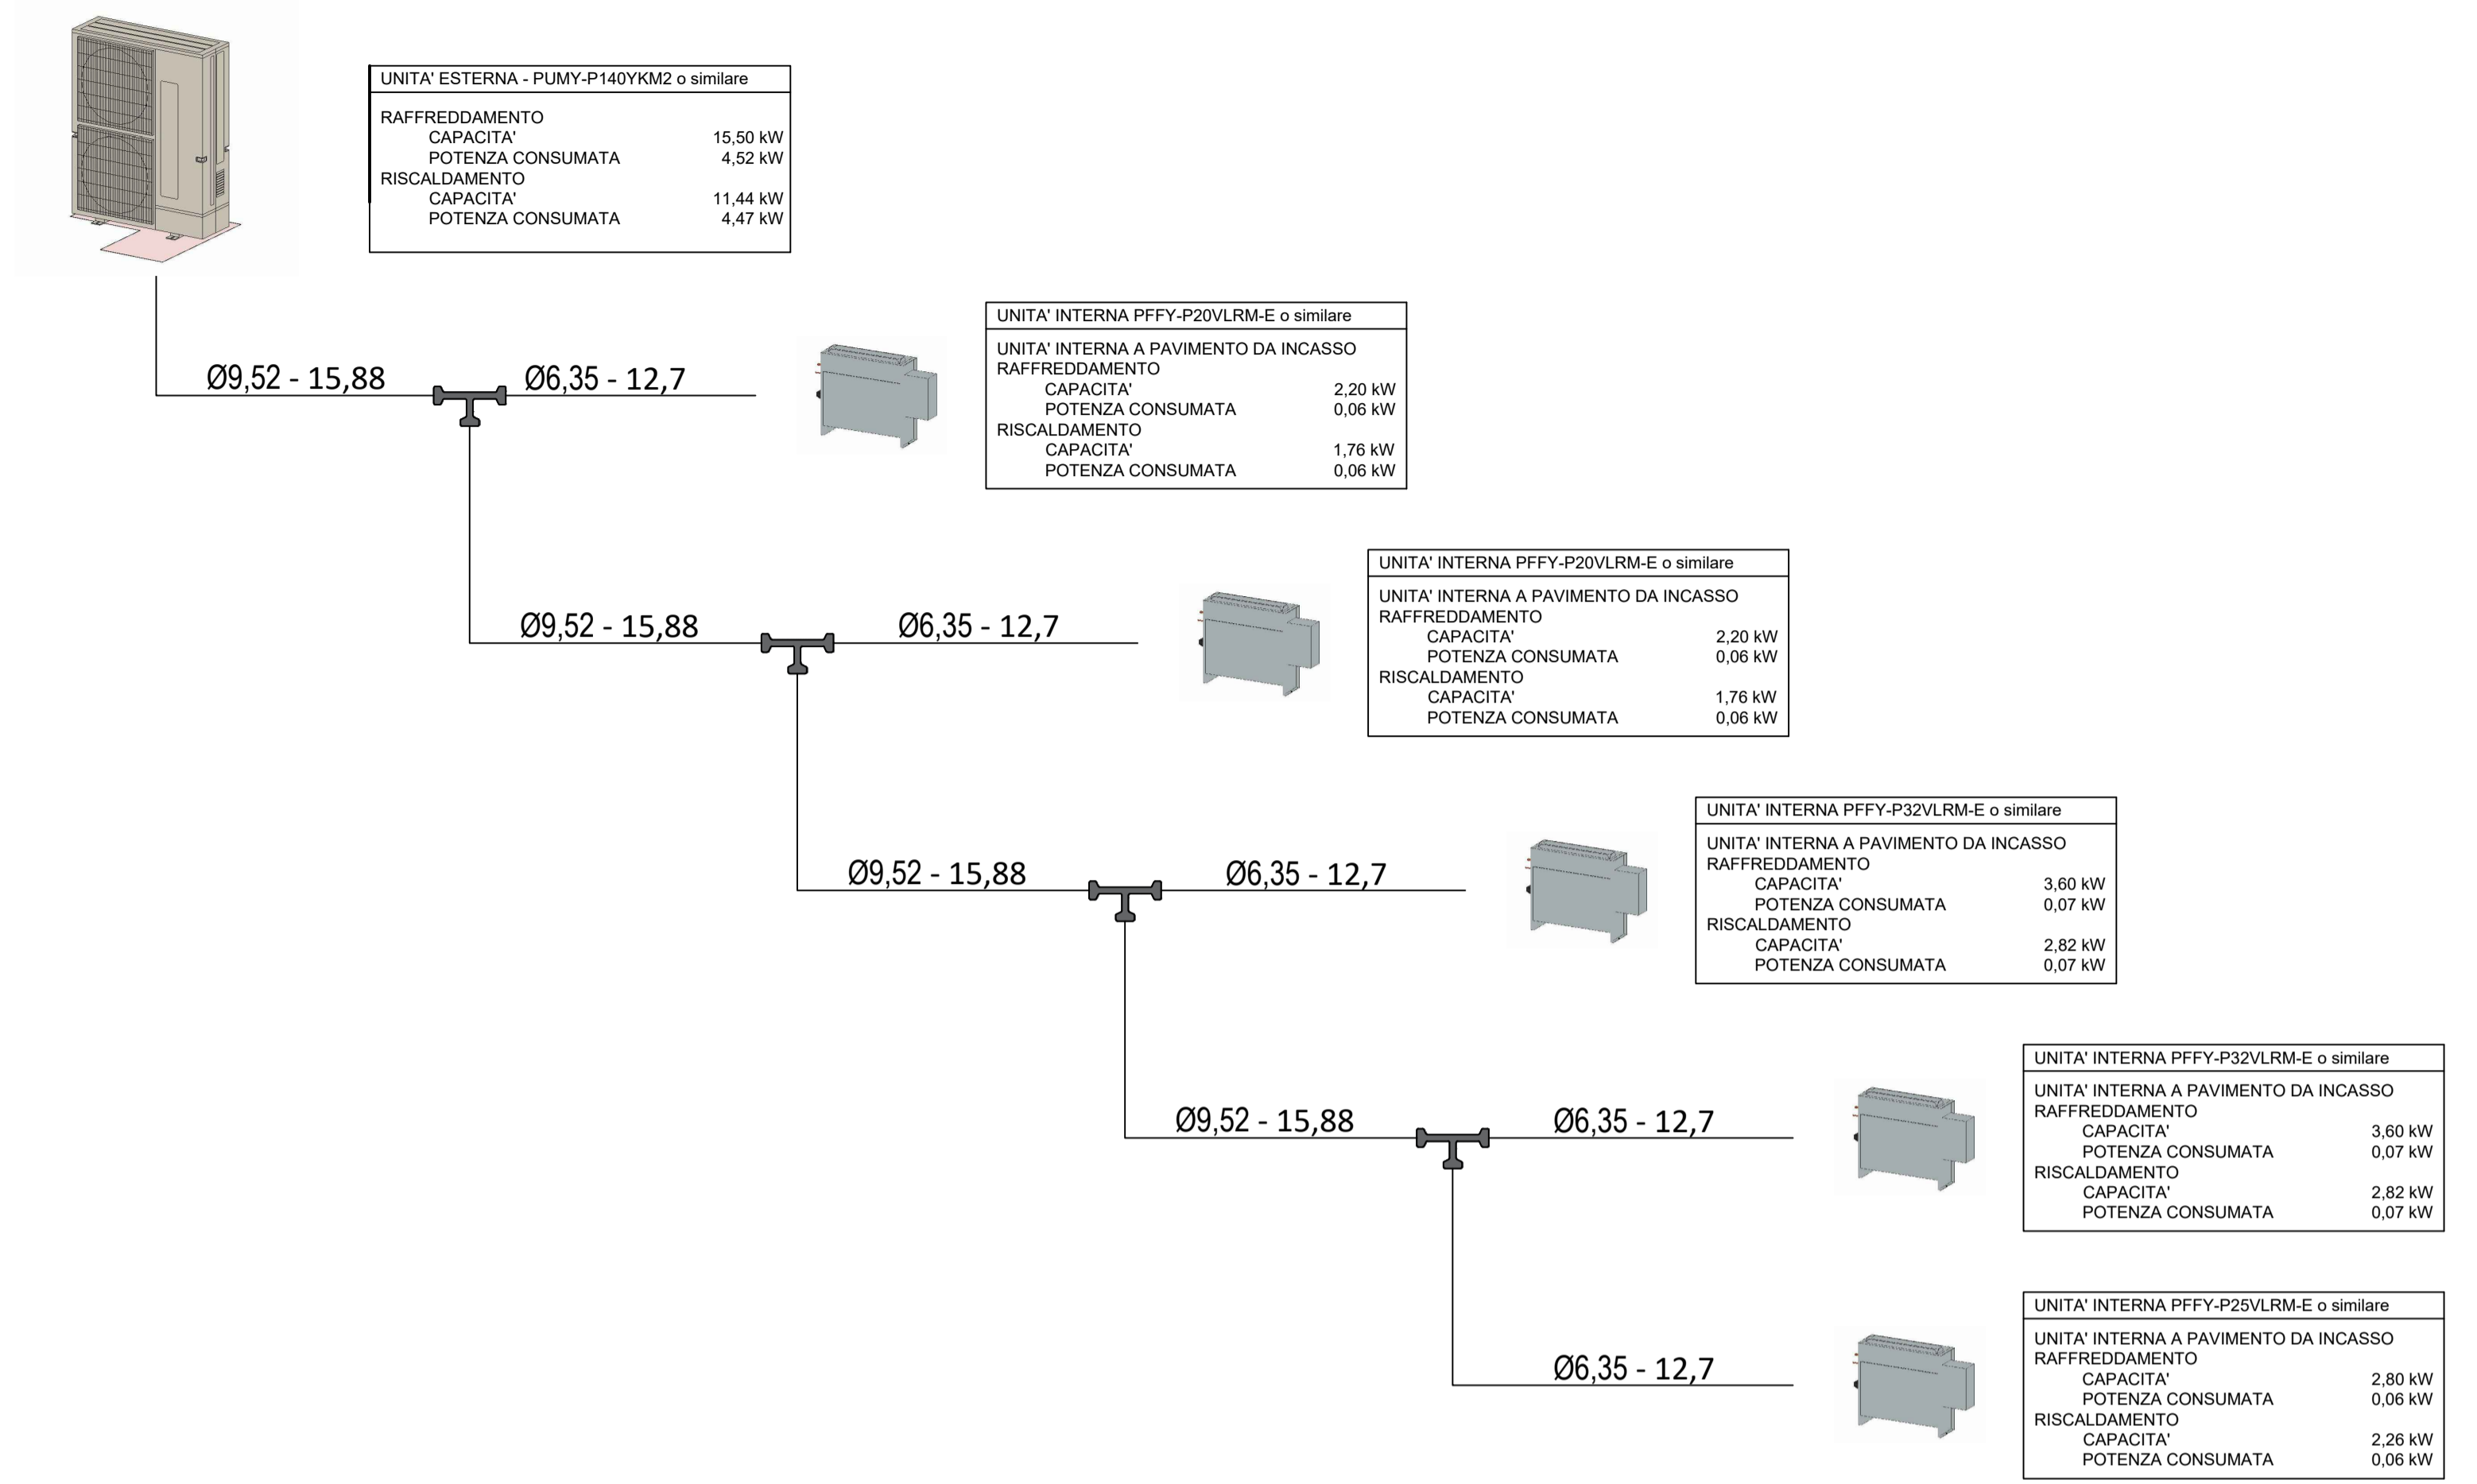 UNITA' ESTERNA - PUMY-P140YKM2 o similare
RAFFREDDAMENTO
CAPACITA' 15,50 kW
POTENZA CONSUMATA 4,52 kW
RISCALDAMENTO
CAPACITA' 11,44 kW
POTENZA CONSUMATA 4,47 kW
Ø9,52 - 15,88
Ø6,35 - 12,7
UNITA' INTERNA PFFY-P20VLRM-E o similare
UNITA' INTERNA A PAVIMENTO DA INCASSO
RAFFREDDAMENTO
CAPACITA' 2,20 kW
POTENZA CONSUMATA 0,06 kW
RISCALDAMENTO
CAPACITA' 1,76 kW
POTENZA CONSUMATA 0,06 kW
Ø9,52 - 15,88
Ø6,35 - 12,7
UNITA' INTERNA PFFY-P20VLRM-E o similare
UNITA' INTERNA A PAVIMENTO DA INCASSO
RAFFREDDAMENTO
CAPACITA' 2,20 kW
POTENZA CONSUMATA 0,06 kW
RISCALDAMENTO
CAPACITA' 1,76 kW
POTENZA CONSUMATA 0,06 kW
Ø9,52 - 15,88
Ø6,35 - 12,7
UNITA' INTERNA PFFY-P32VLRM-E o similare
UNITA' INTERNA A PAVIMENTO DA INCASSO
RAFFREDDAMENTO
CAPACITA' 3,60 kW
POTENZA CONSUMATA 0,07 kW
RISCALDAMENTO
CAPACITA' 2,82 kW
POTENZA CONSUMATA 0,07 kW
Ø9,52 - 15,88
Ø6,35 - 12,7
UNITA' INTERNA PFFY-P32VLRM-E o similare
UNITA' INTERNA A PAVIMENTO DA INCASSO
RAFFREDDAMENTO
CAPACITA' 3,60 kW
POTENZA CONSUMATA 0,07 kW
RISCALDAMENTO
CAPACITA' 2,82 kW
POTENZA CONSUMATA 0,07 kW
Ø6,35 - 12,7
UNITA' INTERNA PFFY-P25VLRM-E o similare
UNITA' INTERNA A PAVIMENTO DA INCASSO
RAFFREDDAMENTO
CAPACITA' 2,80 kW
POTENZA CONSUMATA 0,06 kW
RISCALDAMENTO
CAPACITA' 2,26 kW
POTENZA CONSUMATA 0,06 kW